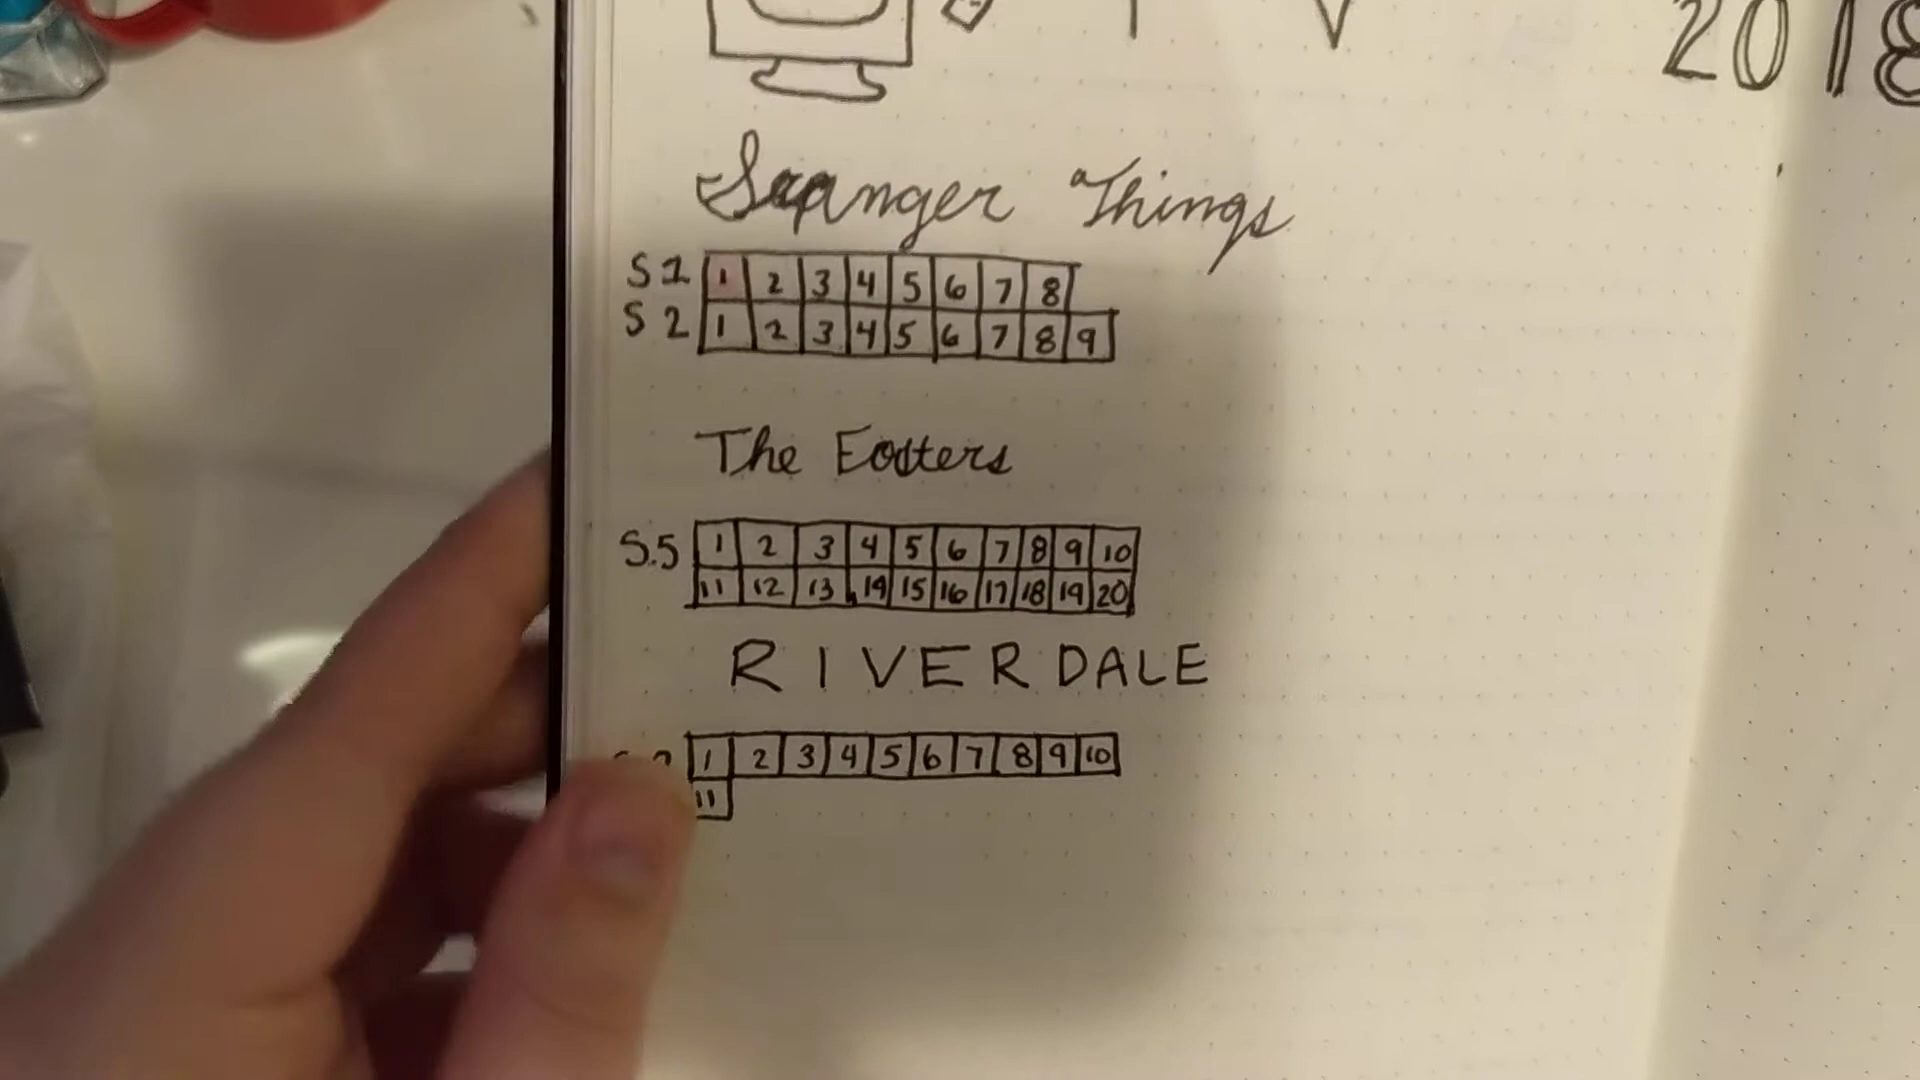 T V 2018
Stranger Things
S1 1 2 3 4 5 6 7 8
S2 1 2 3 4 5 6 7 8 9
The Fosters
S.5 1 2 3 4 5 6 7 8 9 10
11 12 13 14 15 16 17 18 19 20
RIVERDALE
1 2 3 4 5 6 7 8 9 10
11